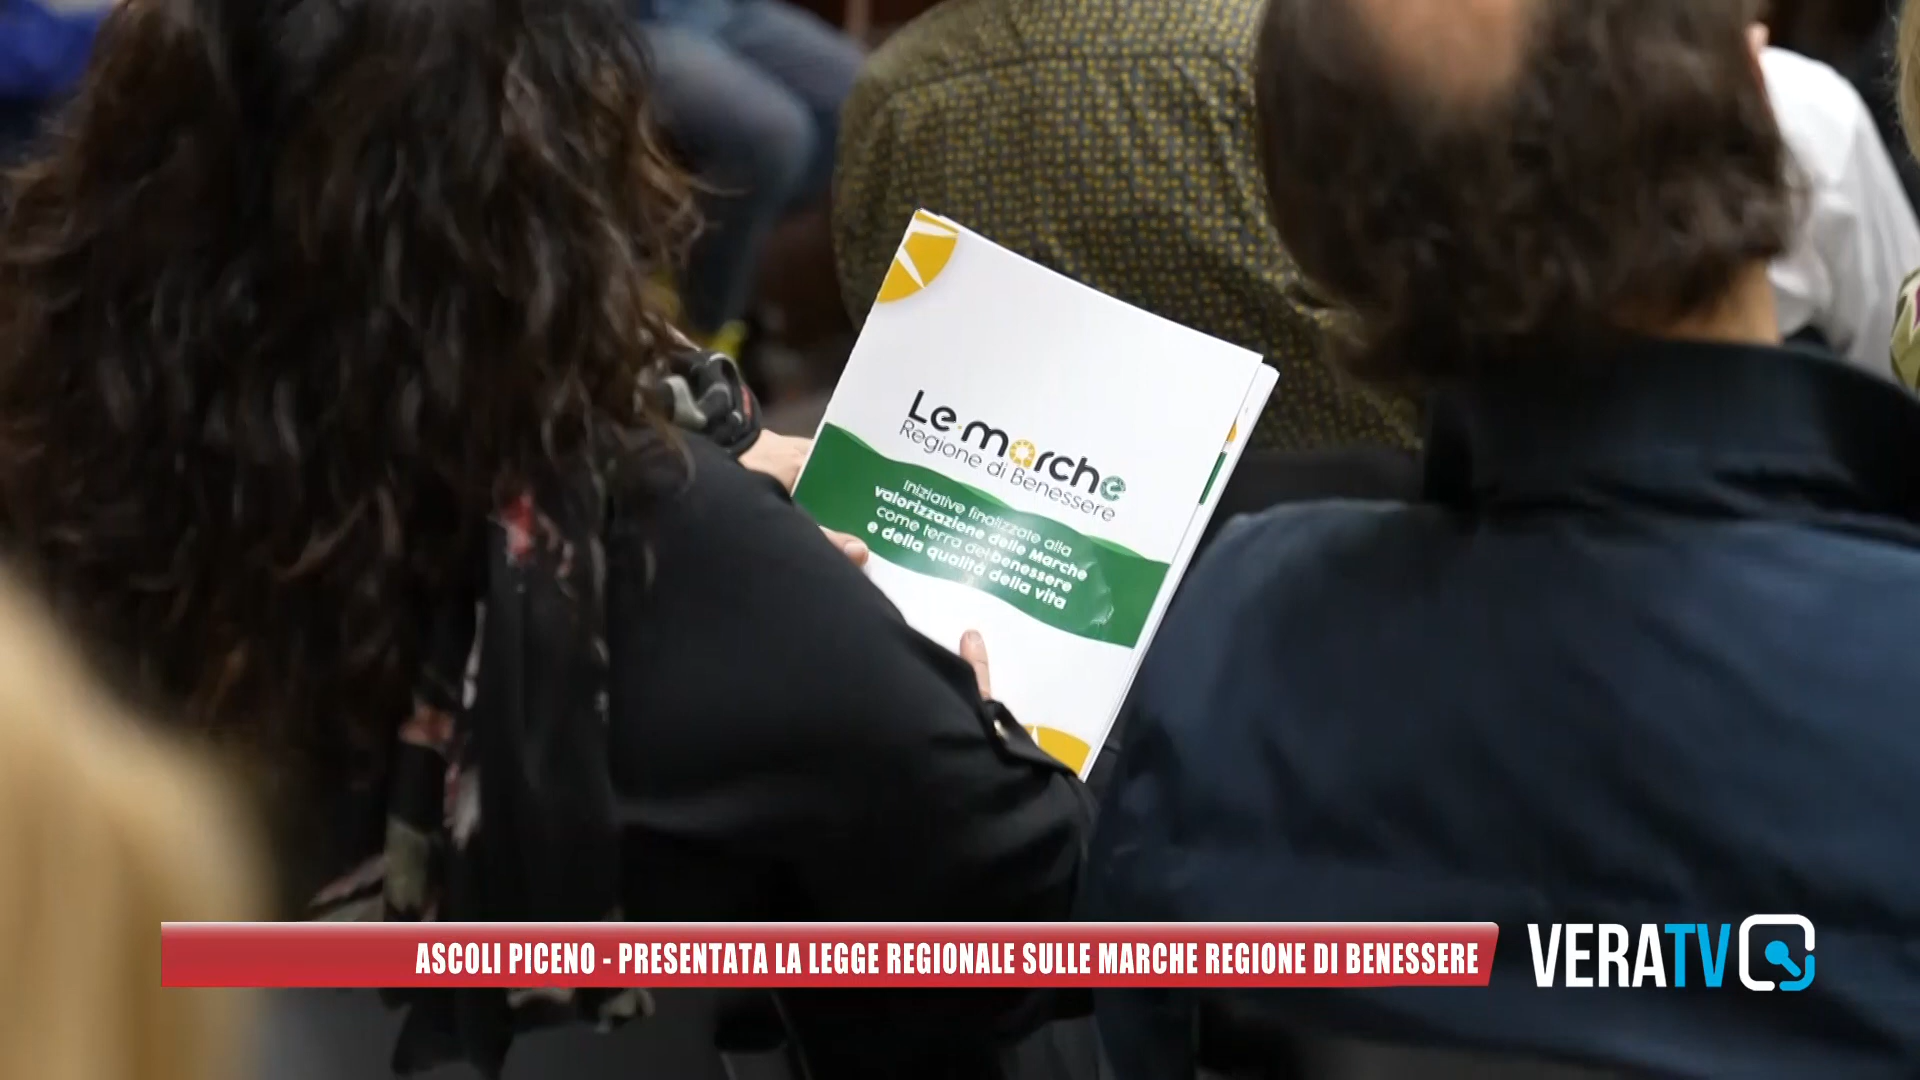 Le marche
Regione di Benessere
Iniziative finalizzate alla
valorizzazione delle Marche
come terra del benessere
e della qualità della vita
ASCOLI PICENO - PRESENTATA LA LEGGE REGIONALE SULLE MARCHE REGIONE DI BENESSERE
VERATV